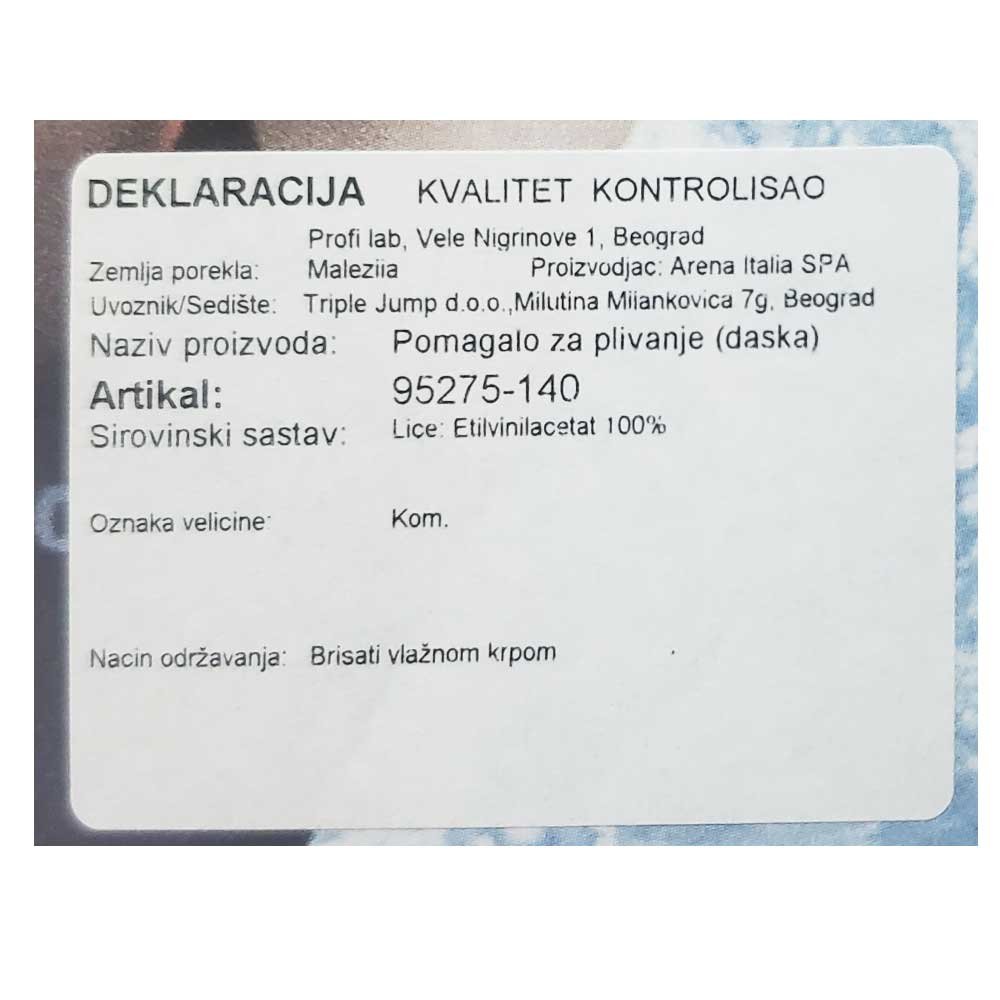 DEKLARACIJA KVALITET KONTROLISAO
Profi lab, Vele Nigrinove 1, Beograd
Zemlja porekla: Malezija Proizvodjac: Arena Italia SPA
Uvoznik/Sedište: Triple Jump d.o.o.,Milutina Milankovica 7g, Beograd
Naziv proizvoda: Pomagalo za plivanje (daska)
Artikal: 95275-140
Sirovinski sastav: Lice: Etilvinilacetat 100%
Oznaka velicine: Kom.
Nacin održavanja: Brisati vlažnom krpom